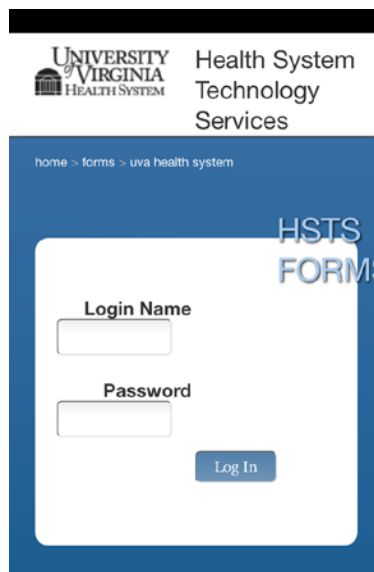 UNIVERSITY
of VIRGINIA
HEALTH SYSTEM
Health System
Technology
Services
home > forms > uva health system
HSTS
FORMS
Login Name
Password
Log In